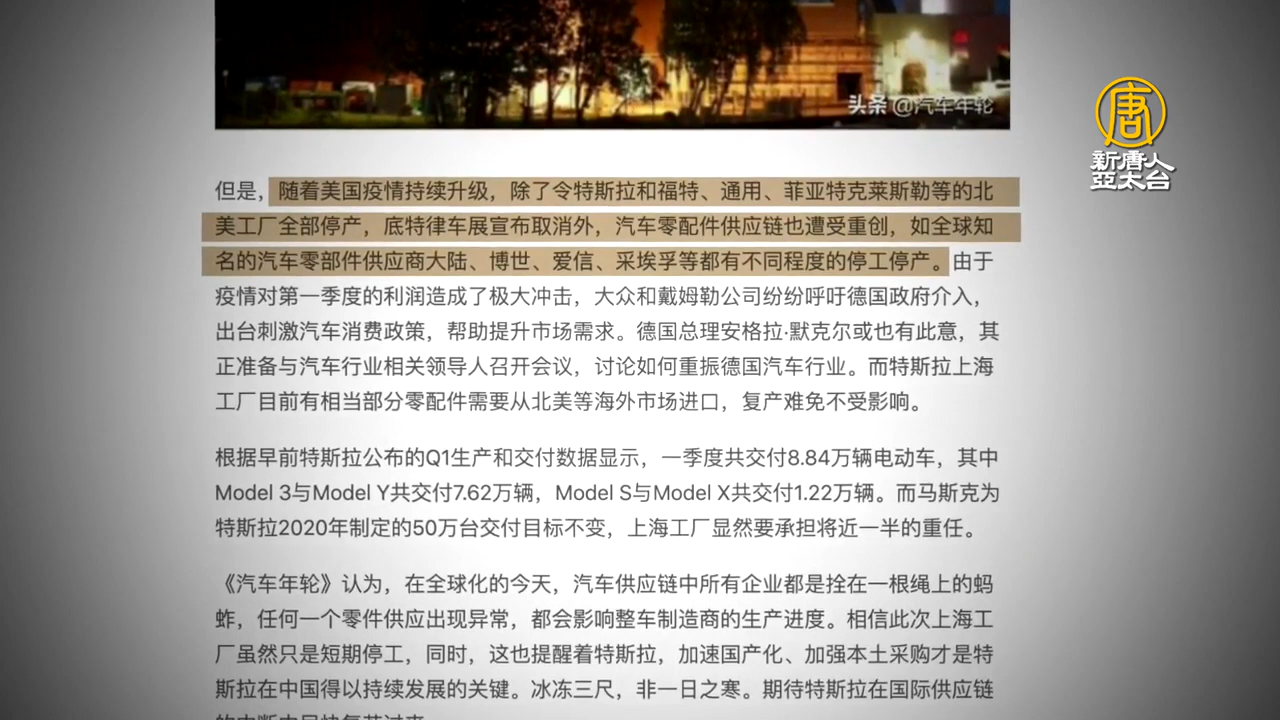 头条 @汽车年轮
唐
新唐人
亞太台
但是，随着美国疫情持续升级，除了令特斯拉和福特、通用、菲亚特克莱斯勒等的北
美工厂全部停产，底特律车展宣布取消外，汽车零配件供应链也遭受重创，如全球知
名的汽车零部件供应商大陆、博世、爱信、采埃孚等都有不同程度的停工停产。由于
疫情对第一季度的利润造成了极大冲击，大众和戴姆勒公司纷纷呼吁德国政府介入，
出台刺激汽车消费政策，帮助提升市场需求。德国总理安格拉·默克尔或也有此意，其
正准备与汽车行业相关领导人召开会议，讨论如何重振德国汽车行业。而特斯拉上海
工厂目前有相当部分零配件需要从北美等海外市场进口，复产难免不受影响。
根据早前特斯拉公布的Q1生产和交付数据显示，一季度共交付8.84万辆电动车，其中
Model 3与Model Y共交付7.62万辆，Model S与Model X共交付1.22万辆。而马斯克为
特斯拉2020年制定的50万台交付目标不变，上海工厂显然要承担将近一半的重任。
《汽车年轮》认为，在全球化的今天，汽车供应链中所有企业都是拴在一根绳上的蚂
蚱，任何一个零件供应出现异常，都会影响整车制造商的生产进度。相信此次上海工
厂虽然只是短期停工，同时，这也提醒着特斯拉，加速国产化、加强本土采购才是特
斯拉在中国得以持续发展的关键。冰冻三尺，非一日之寒。期待特斯拉在国际供应链